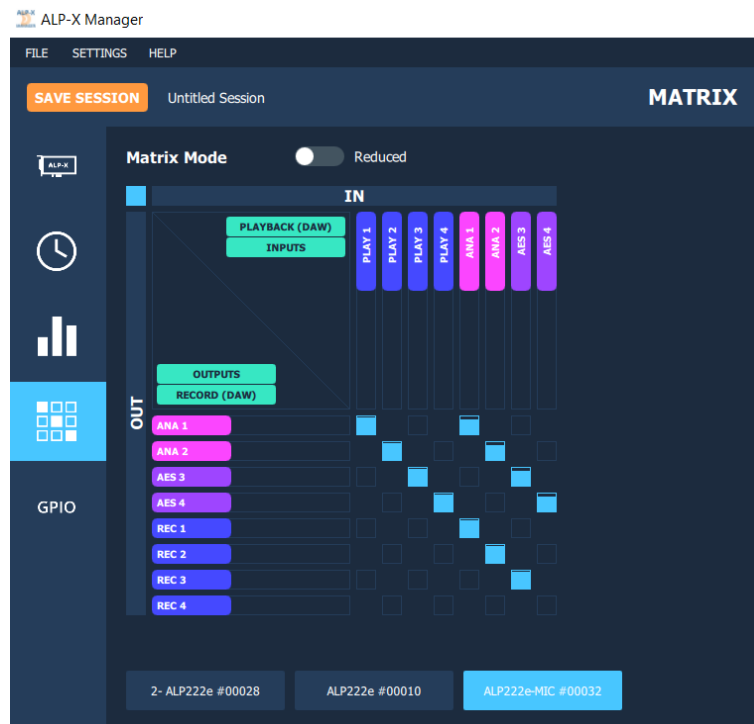 ALP-X Manager
FILE SETTINGS HELP
SAVE SESSION Untitled Session MATRIX
ALP-X
Matrix Mode Reduced
IN
PLAYBACK (DAW)
INPUTS
PLAY 1 PLAY 2 PLAY 3 PLAY 4 ANA 1 ANA 2 AES 3 AES 4
OUTPUTS
RECORD (DAW)
OUT
ANA 1
ANA 2
AES 3
AES 4
GPIO
REC 1
REC 2
REC 3
REC 4
2- ALP222e #00028 ALP222e #00010 ALP222e-MIC #00032